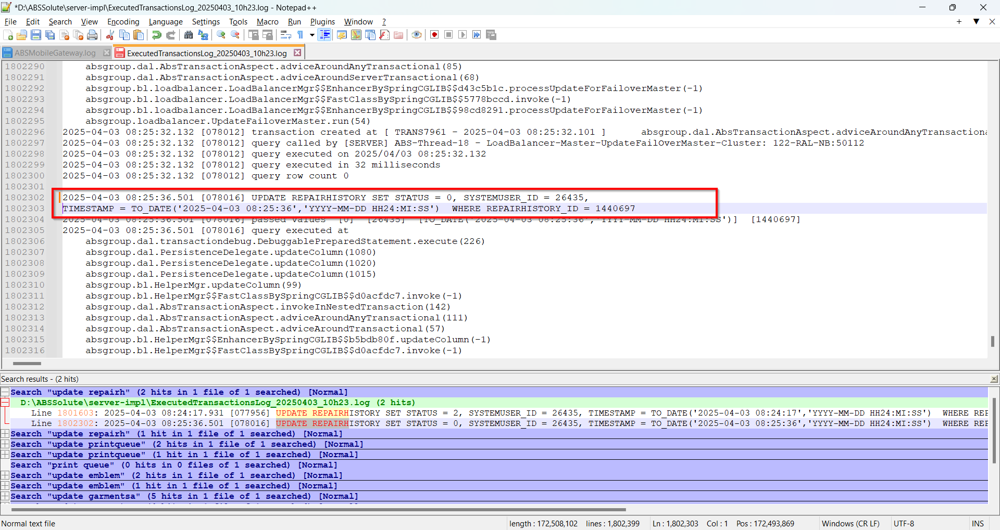 *D:\ABSSolute\server-impl\ExecutedTransactionsLog_20250403_10h23.log - Notepad++
File Edit Search View Encoding Language Settings Tools Macro Run Plugins Window ?
ABSMobileGateway.log ExecutedTransactionsLog_20250403_10h23.log
1802290 absgroup.dal.AbsTransactionAspect.adviceAroundAnyTransactional(85)
1802291 absgroup.dal.AbsTransactionAspect.adviceAroundServerTransactional(68)
1802292 absgroup.bl.loadbalancer.LoadBalancerMgr$$EnhancerBySpringCGLIB$$d43c5b1c.processUpdateForFailoverMaster(-1)
1802293 absgroup.bl.loadbalancer.LoadBalancerMgr$$FastClassBySpringCGLIB$$5778bccd.invoke(-1)
1802294 absgroup.bl.loadbalancer.LoadBalancerMgr$$EnhancerBySpringCGLIB$$98cd8291.processUpdateForFailoverMaster(-1)
1802295 absgroup.loadbalancer.UpdateFailoverMaster.run(54)
1802296 2025-04-03 08:25:32.132 [078012] transaction created at [ TRANS7961 - 2025-04-03 08:25:32.101 ] absgroup.dal.AbsTransactionAspect.adviceAroundAnyTransactiona
1802297 2025-04-03 08:25:32.132 [078012] query called by [SERVER] ABS-Thread-18 - LoadBalancer-Master-UpdateFailOverMaster-Cluster: 122-RAL-NB:50112
1802298 2025-04-03 08:25:32.132 [078012] query executed on 2025/04/03 08:25:32.132
1802299 2025-04-03 08:25:32.132 [078012] query executed in 32 milliseconds
1802300 2025-04-03 08:25:32.132 [078012] query row count 0
1802301
1802302 2025-04-03 08:25:36.501 [078016] UPDATE REPAIRHISTORY SET STATUS = 0, SYSTEMUSER_ID = 26435,
1802303 TIMESTAMP = TO_DATE('2025-04-03 08:25:36','YYYY-MM-DD HH24:MI:SS') WHERE REPAIRHISTORY_ID = 1440697
1802304 2025-04-03 08:25:36.501 [078016] passed values [0] [26435] [TO_DATE('2025-04-03 08:25:36','YYYY-MM-DD HH24:MI:SS')] [1440697]
1802305 2025-04-03 08:25:36.501 [078016] query executed at
1802306 absgroup.dal.transactiondebug.DebuggablePreparedStatement.execute(226)
1802307 absgroup.dal.PersistenceDelegate.updateColumn(1080)
1802308 absgroup.dal.PersistenceDelegate.updateColumn(1020)
1802309 absgroup.dal.PersistenceDelegate.updateColumn(1015)
1802310 absgroup.bl.HelperMgr.updateColumn(99)
1802311 absgroup.bl.HelperMgr$$FastClassBySpringCGLIB$$d0acfdc7.invoke(-1)
1802312 absgroup.dal.AbsTransactionAspect.invokeInNestedTransaction(142)
1802313 absgroup.dal.AbsTransactionAspect.adviceAroundAnyTransactional(111)
1802314 absgroup.dal.AbsTransactionAspect.adviceAroundTransactional(57)
1802315 absgroup.bl.HelperMgr$$EnhancerBySpringCGLIB$$b5bdb80f.updateColumn(-1)
1802316 absgroup.bl.HelperMgr$$FastClassBySpringCGLIB$$d0acfdc7.invoke(-1)
Search results - (2 hits)
Search "update repairh" (2 hits in 1 file of 1 searched) [Normal]
D:\ABSSolute\server-impl\ExecutedTransactionsLog_20250403_10h23.log (2 hits)
Line 1801603: 2025-04-03 08:24:17.931 [077956] UPDATE REPAIRHISTORY SET STATUS = 2, SYSTEMUSER_ID = 26435, TIMESTAMP = TO_DATE('2025-04-03 08:24:17','YYYY-MM-DD HH24:MI:SS') WHERE REP
Line 1802302: 2025-04-03 08:25:36.501 [078016] UPDATE REPAIRHISTORY SET STATUS = 0, SYSTEMUSER_ID = 26435, TIMESTAMP = TO_DATE('2025-04-03 08:25:36','YYYY-MM-DD HH24:MI:SS') WHERE REP
Search "update repairh" (1 hit in 1 file of 1 searched) [Normal]
Search "update printqueue" (2 hits in 1 file of 1 searched) [Normal]
Search "update printqueue" (1 hit in 1 file of 1 searched) [Normal]
Search "print queue" (0 hits in 0 files of 1 searched) [Normal]
Search "update emblem" (2 hits in 1 file of 1 searched) [Normal]
Search "update emblem" (1 hit in 1 file of 1 searched) [Normal]
Search "update garmentsa" (5 hits in 1 file of 1 searched) [Normal]
Normal text file length : 172,508,102 lines : 1,802,399 Ln : 1,802,303 Col : 1 Pos : 172,493,869 Windows (CR LF) UTF-8 INS